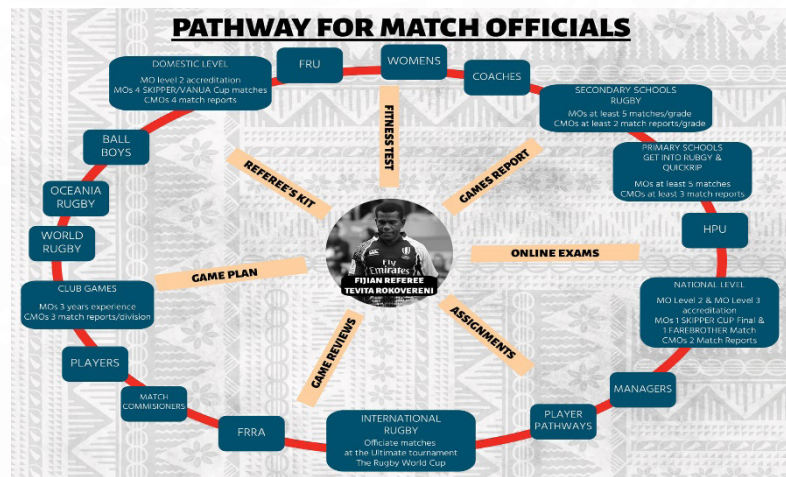 PATHWAY FOR MATCH OFFICIALS
DOMESTIC LEVEL
MO level 2 accreditation
MOs 4 SKIPPER/VANUA Cup matches
CMOs 4 match reports
FRU
WOMENS
COACHES
SECONDARY SCHOOLS
RUGBY
MOs at least 5 matches/grade
CMOs at least 2 match reports/grade
PRIMARY SCHOOLS
GET INTO RUBGY &
QUICKRIP
MOs at least 5 matches
CMOs at least 3 match reports
HPU
NATIONAL LEVEL
MO Level 2 & MO Level 3
accreditation
MOs 1 SKIPPER CUP Final &
1 FAREBROTHER Match
CMOs 2 Match Reports
MANAGERS
PLAYER
PATHWAYS
INTERNATIONAL
RUGBY
Officiate matches
at the Ultimate tournament
The Rugby World Cup
FRRA
MATCH
COMMISIONERS
PLAYERS
CLUB GAMES
MOs 3 years experience
CMOs 3 match reports/division
WORLD
RUGBY
OCEANIA
RUGBY
BALL
BOYS
REFEREE'S KIT
FITNESS TEST
GAMES REPORT
ONLINE EXAMS
ASSIGNMENTS
GAME REVIEWS
GAME PLAN
Fly
Emirates
FIJIAN REFEREE
TEVITA ROKOVERENI